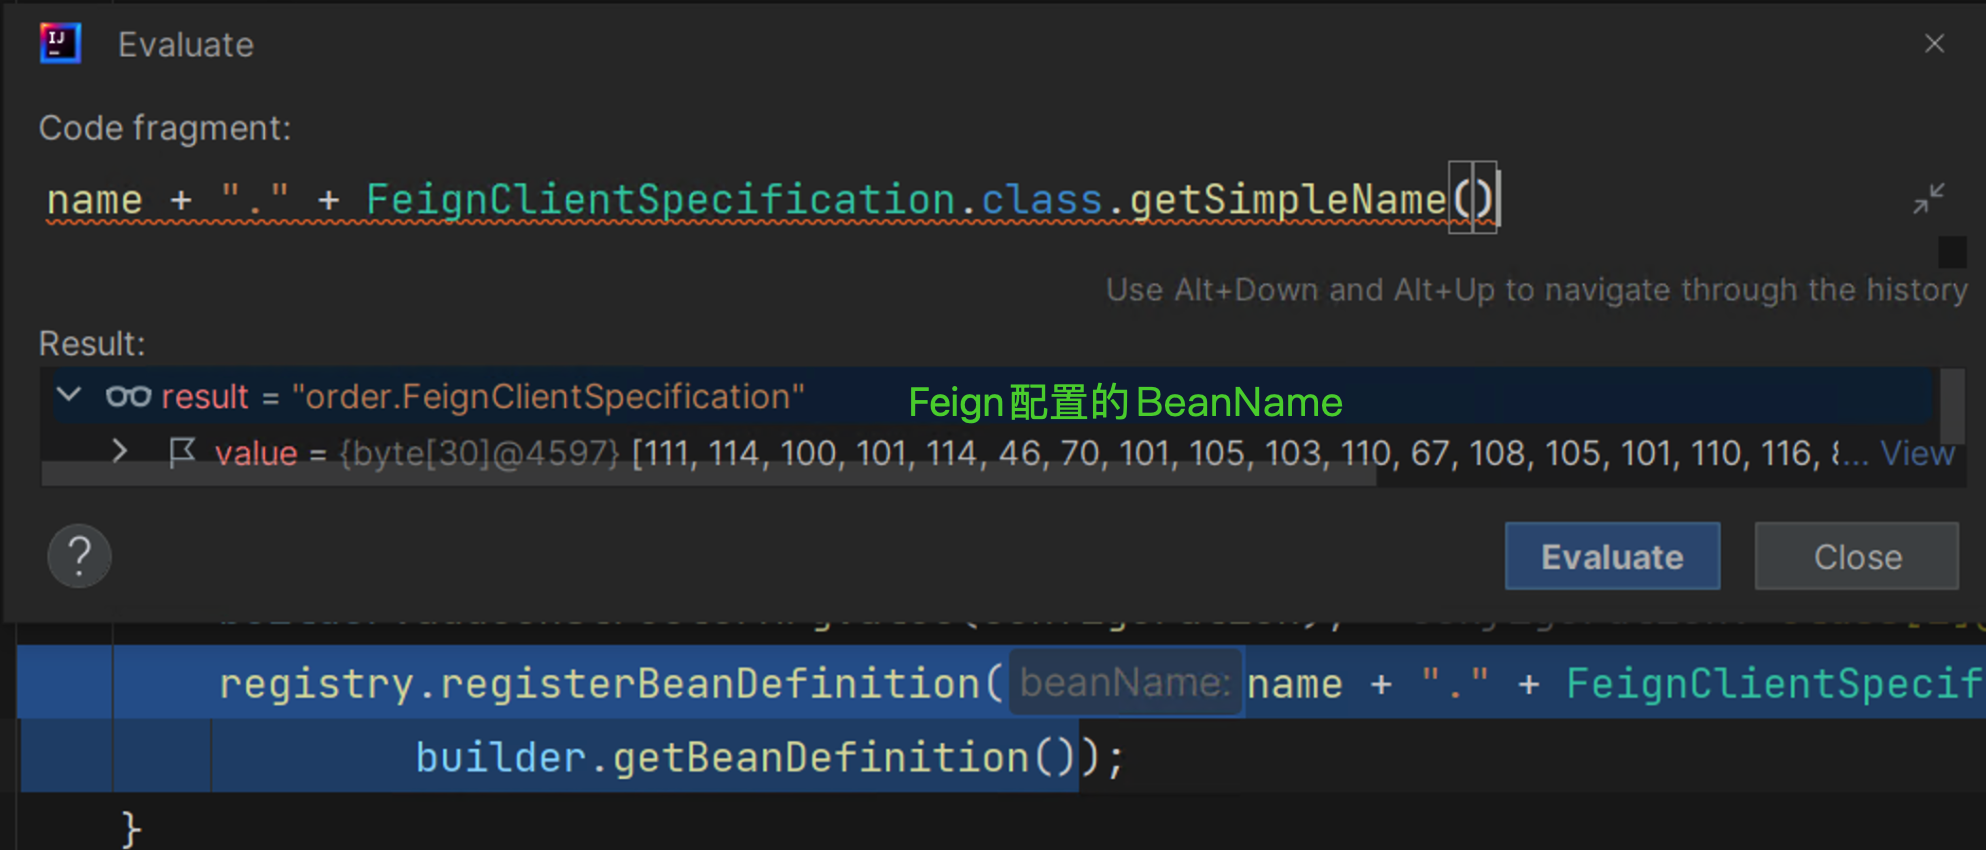 IJ
Evaluate
Code fragment:
name + "." + FeignClientSpecification.class.getSimpleName()
Use Alt+Down and Alt+Up to navigate through the history
Result:
result = "order.FeignClientSpecification" Feign配置的BeanName
value = {byte[30]@4597} [111, 114, 100, 101, 114, 46, 70, 101, 105, 103, 110, 67, 108, 105, 101, 110, 116, ... View
?
Evaluate Close
registry.registerBeanDefinition( beanName: name + "." + FeignClientSpecif
builder.getBeanDefinition());
}